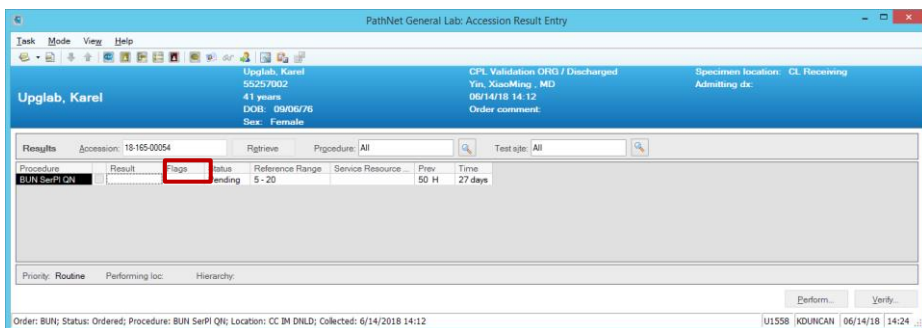 PathNet General Lab: Accession Result Entry
Task Mode View Help
Upglab, Karel
Upglab, Karel
55257002
41 years
DOB: 09/06/76
Sex: Female
CPL Validation ORG / Discharged
Yin, XiaoMing , MD
06/14/18 14:12
Order comment:
Specimen location: CL Receiving
Admitting dx:
Results Accession: 18-165-00054 Retrieve Procedure: All Test site: All
Procedure Result Flags Status Reference Range Service Resource ... Prev Time
BUN SerPl QN Pending 5 - 20 50 H 27 days
Priority: Routine Performing loc: Hierarchy:
Perform... Verify...
Order: BUN; Status: Ordered; Procedure: BUN SerPl QN; Location: CC IM DNLD; Collected: 6/14/2018 14:12 U1558 KDUNCAN 06/14/18 14:24